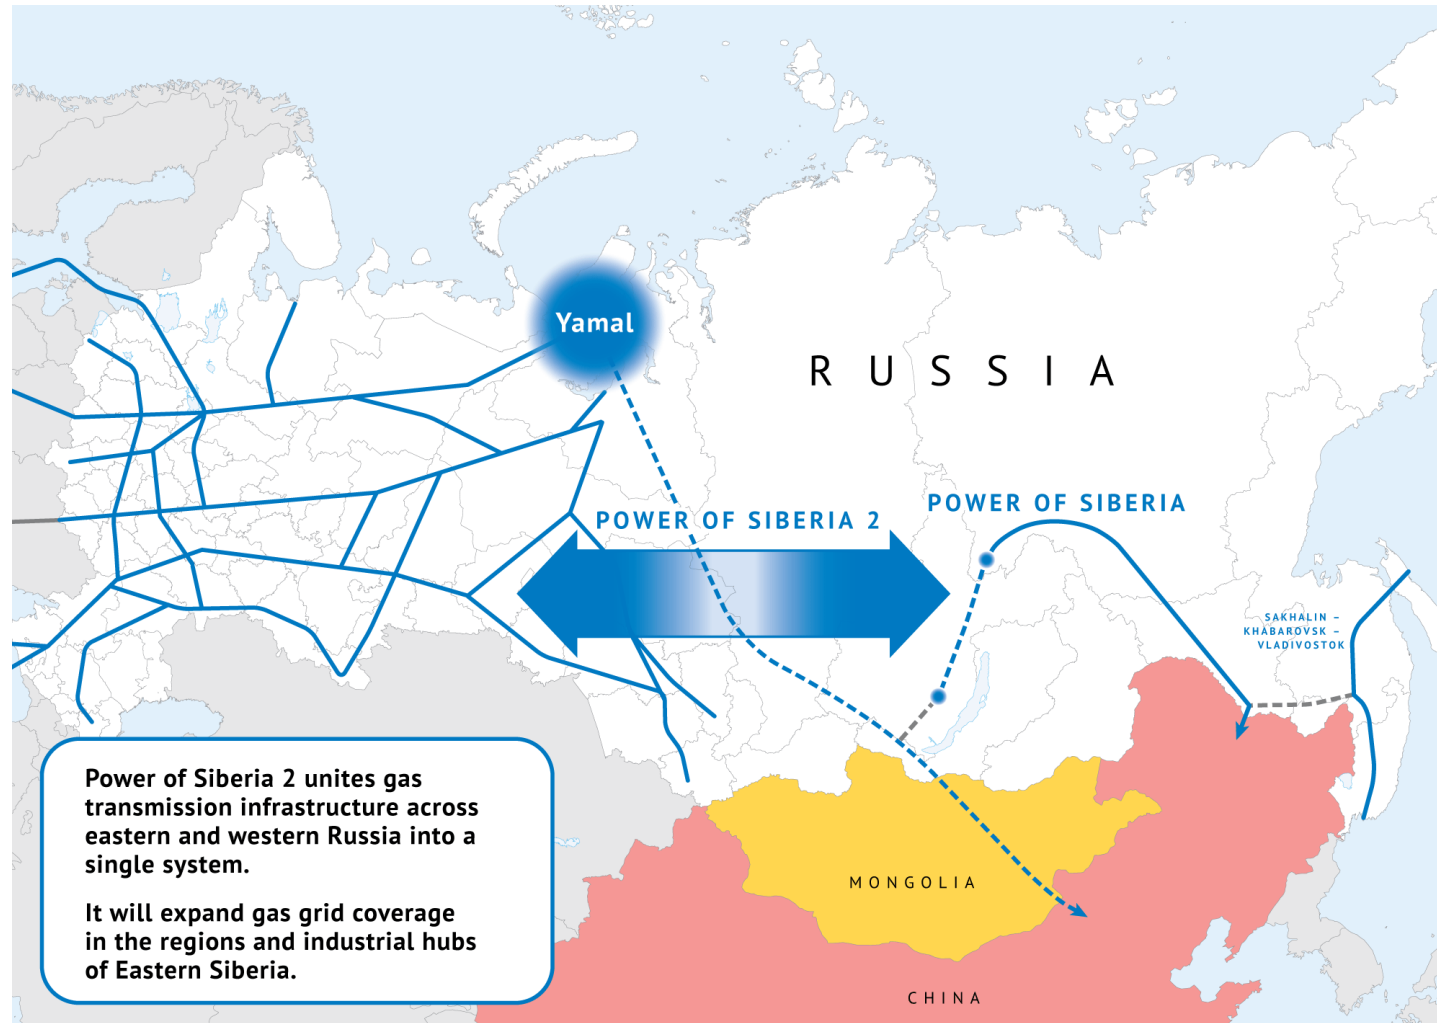 Yamal
RUSSIA
POWER OF SIBERIA
POWER OF SIBERIA 2
SAKHALIN –
KHABAROVSK –
VLADIVOSTOK
Power of Siberia 2 unites gas
transmission infrastructure across
eastern and western Russia into a
single system.
It will expand gas grid coverage
in the regions and industrial hubs
of Eastern Siberia.
MONGOLIA
CHINA